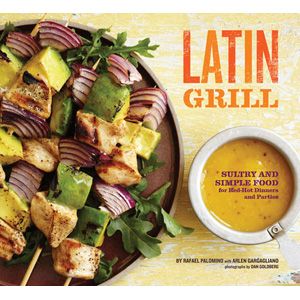 LATIN
GRILL
SULTRY AND
SIMPLE FOOD
for Red-Hot Dinners
and Parties
BY RAFAEL PALOMINO with ARLEN GARGAGLIANO
photographs by DAN GOLDBERG